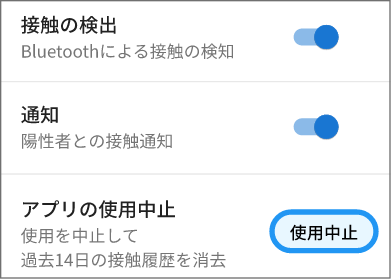 接触の検出
Bluetoothによる接触の検知
通知
陽性者との接触通知
アプリの使用中止
使用を中止して
過去14日の接触履歴を消去
使用中止